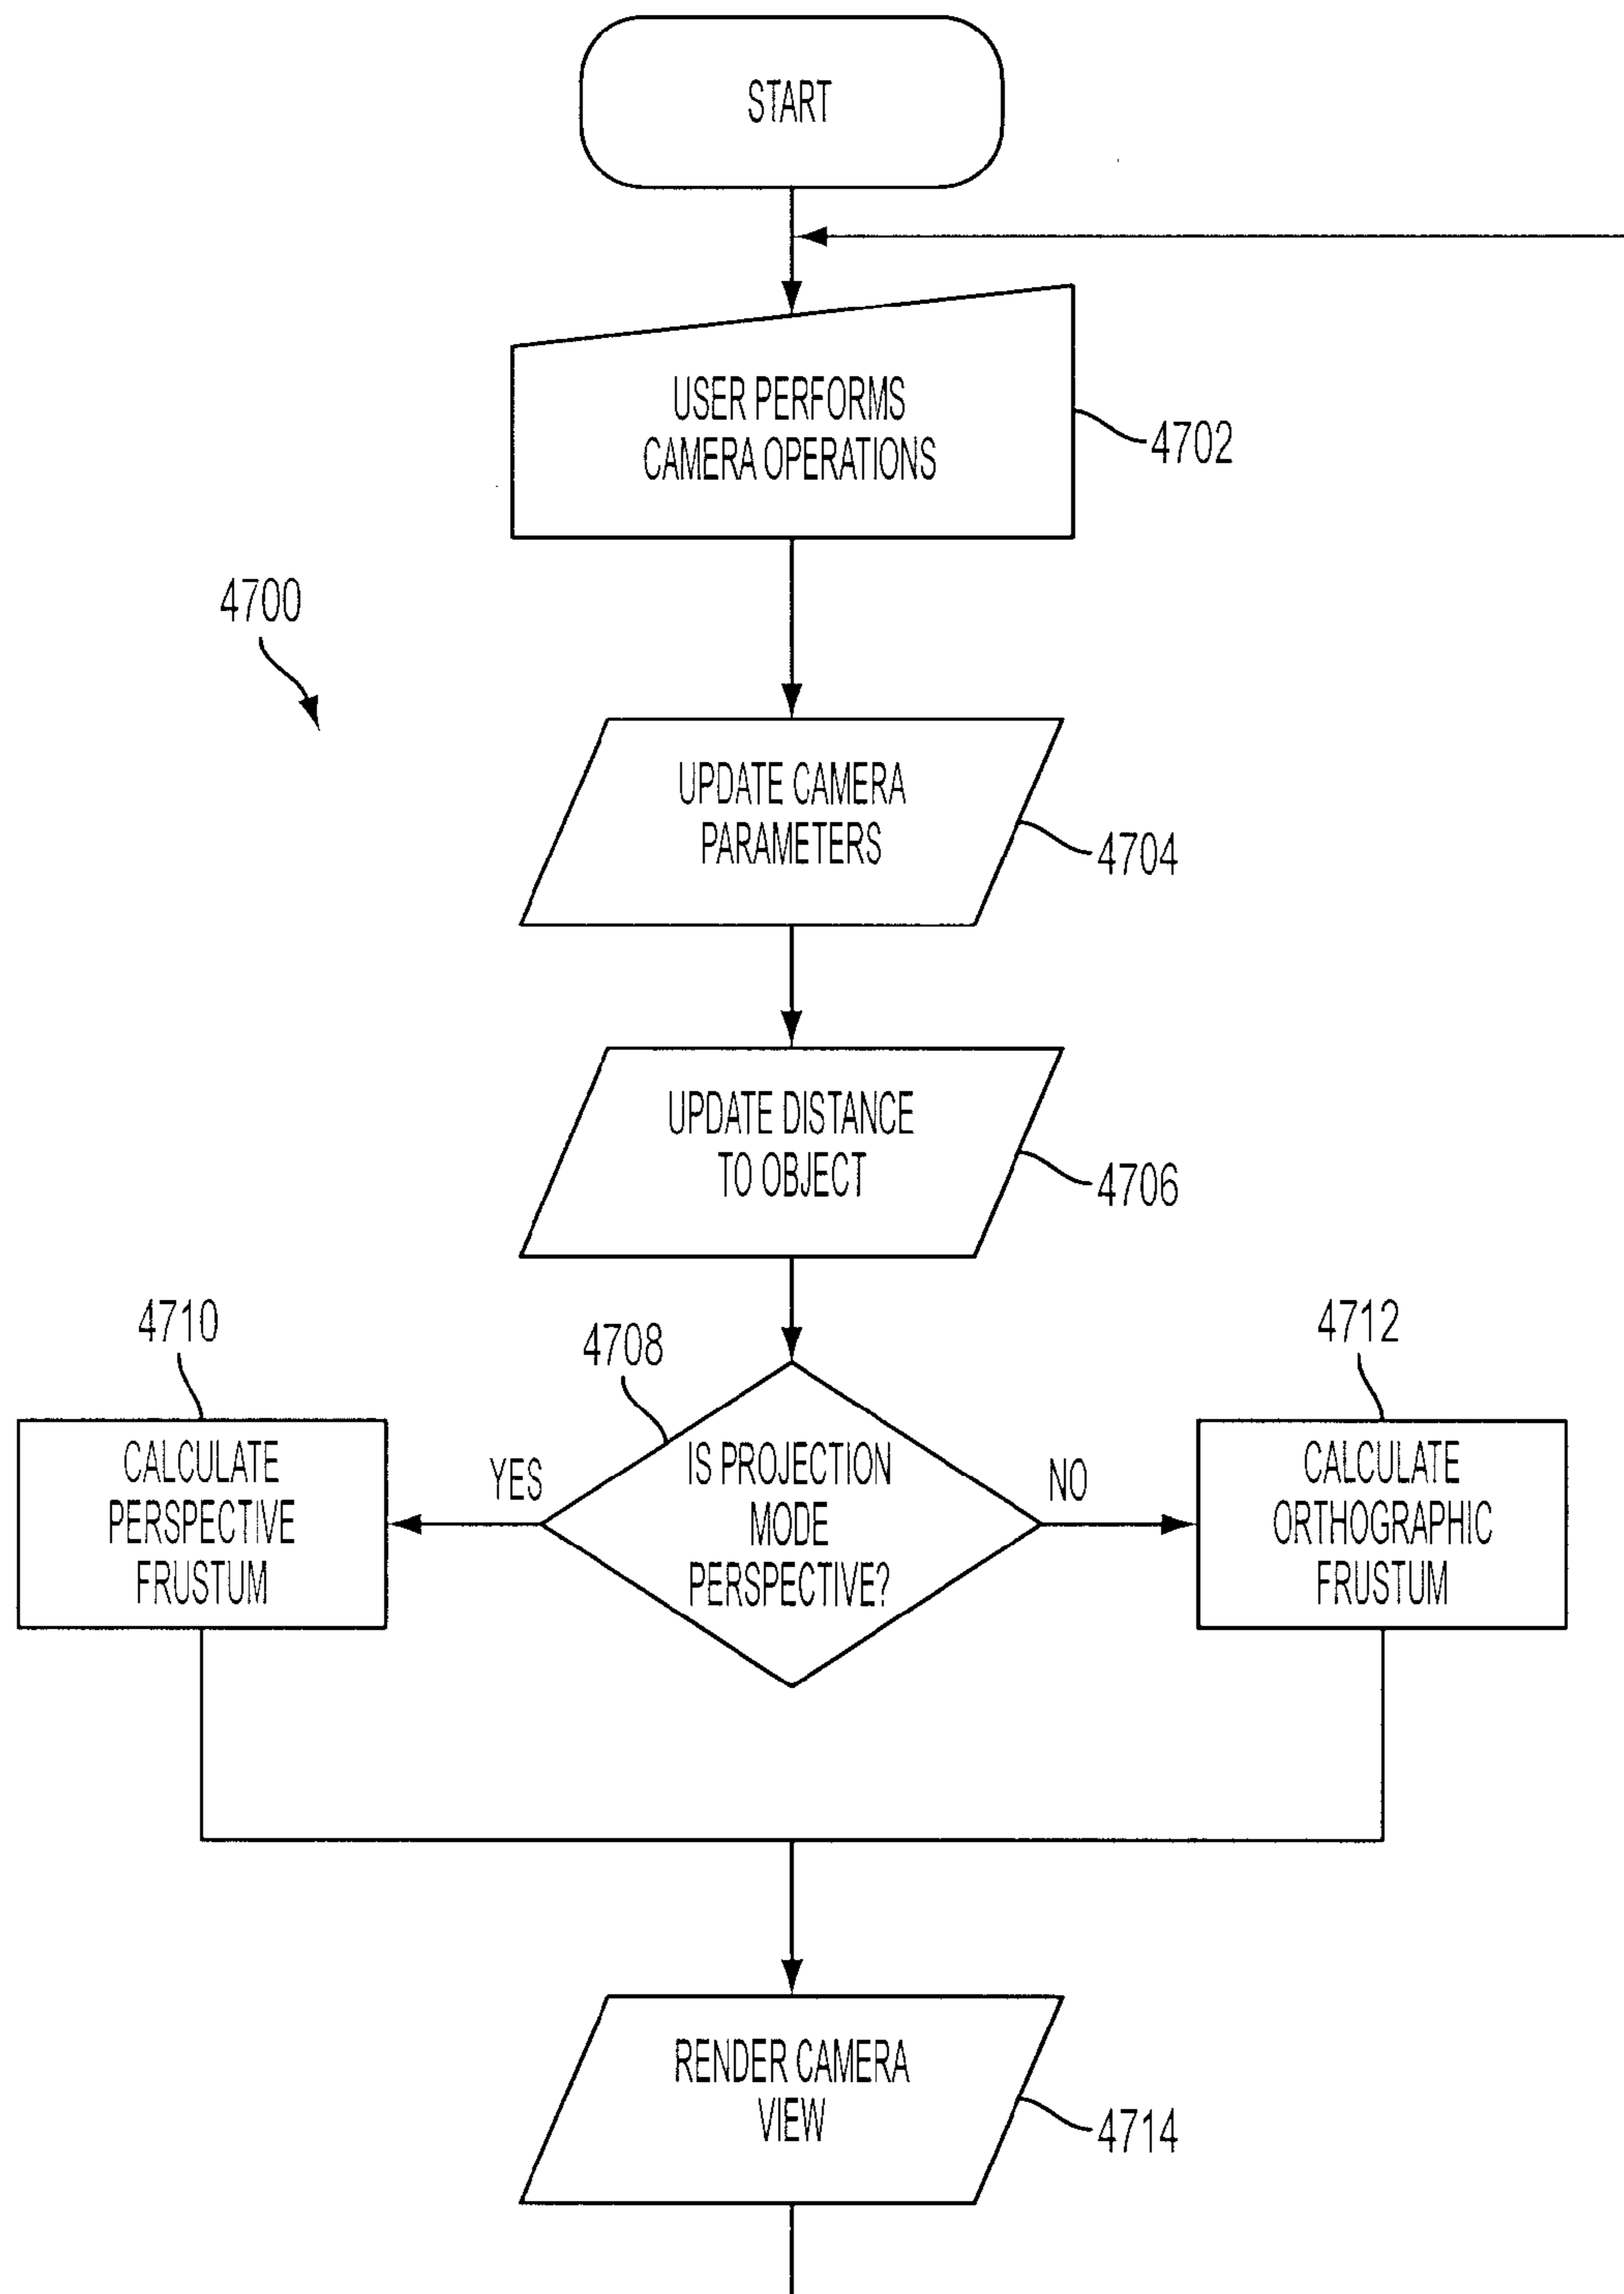 START
USER PERFORMS
CAMERA OPERATIONS
4702
4700
UPDATE CAMERA
PARAMETERS
4704
UPDATE DISTANCE
TO OBJECT
4706
4710
4708
4712
CALCULATE
PERSPECTIVE
FRUSTUM
YES
IS PROJECTION
MODE
PERSPECTIVE?
NO
CALCULATE
ORTHOGRAPHIC
FRUSTUM
RENDER CAMERA
VIEW
4714